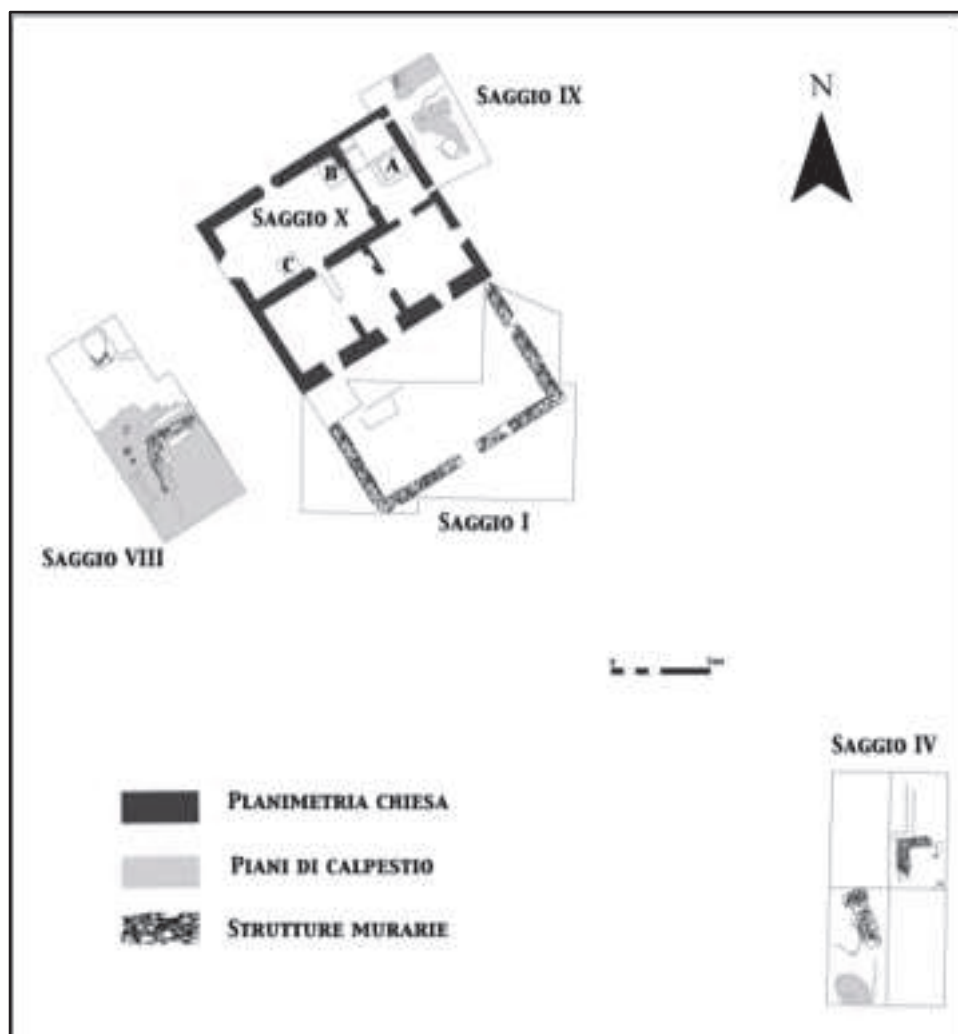 N
SAGGIO IX
A
B
SAGGIO X
C
SAGGIO I
SAGGIO VIII
SAGGIO IV
PLANIMETRIA CHIESA
PIANI DI CALPESTIO
STRUTTURE MURARIE